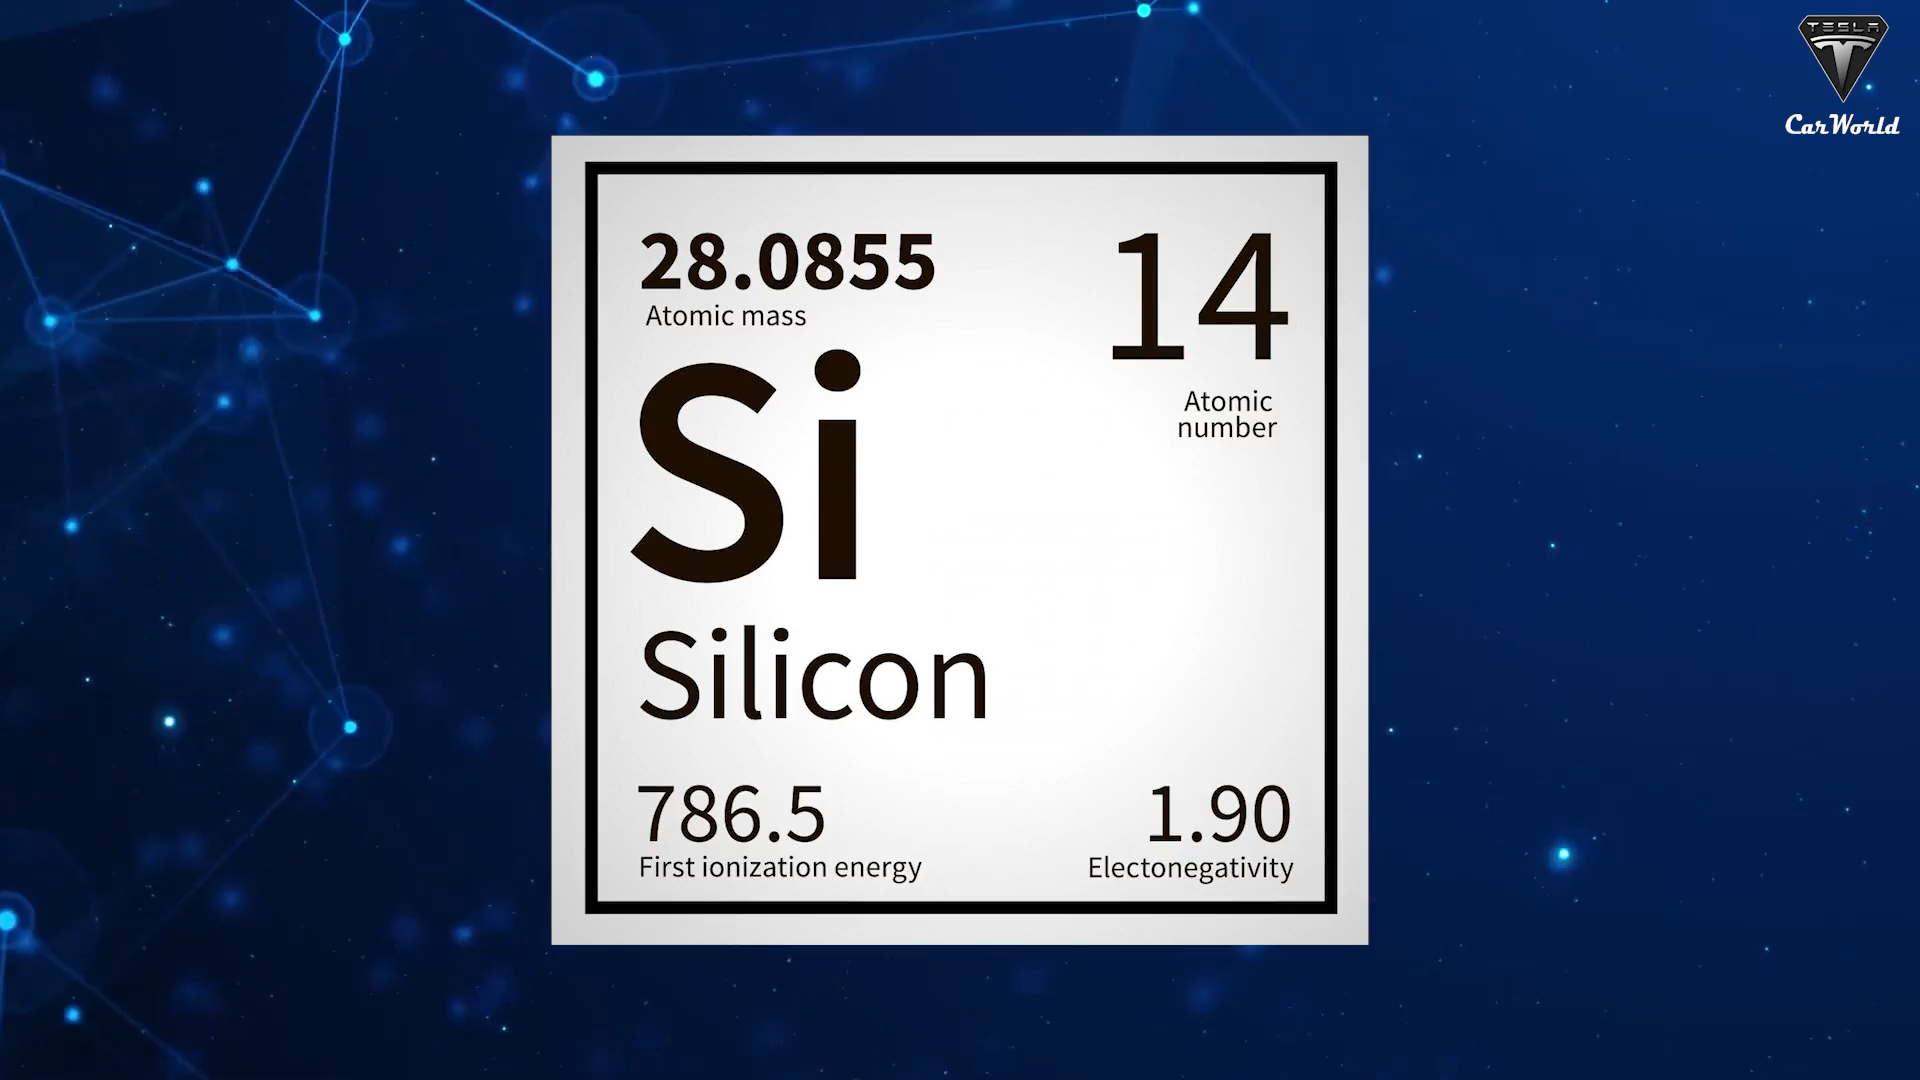 TESLA
CarWorld
28.0855
Atomic mass
14
Atomic
number
Si
Silicon
786.5
First ionization energy
1.90
Electonegativity